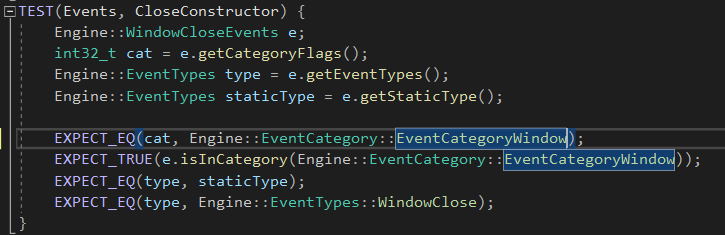 TEST(Events, CloseConstructor) {
Engine::WindowCloseEvents e;
int32_t cat = e.getCategoryFlags();
Engine::EventTypes type = e.getEventTypes();
Engine::EventTypes staticType = e.getStaticType();
EXPECT_EQ(cat, Engine::EventCategory::EventCategoryWindow);
EXPECT_TRUE(e.isInCategory(Engine::EventCategory::EventCategoryWindow));
EXPECT_EQ(type, staticType);
EXPECT_EQ(type, Engine::EventTypes::WindowClose);
}